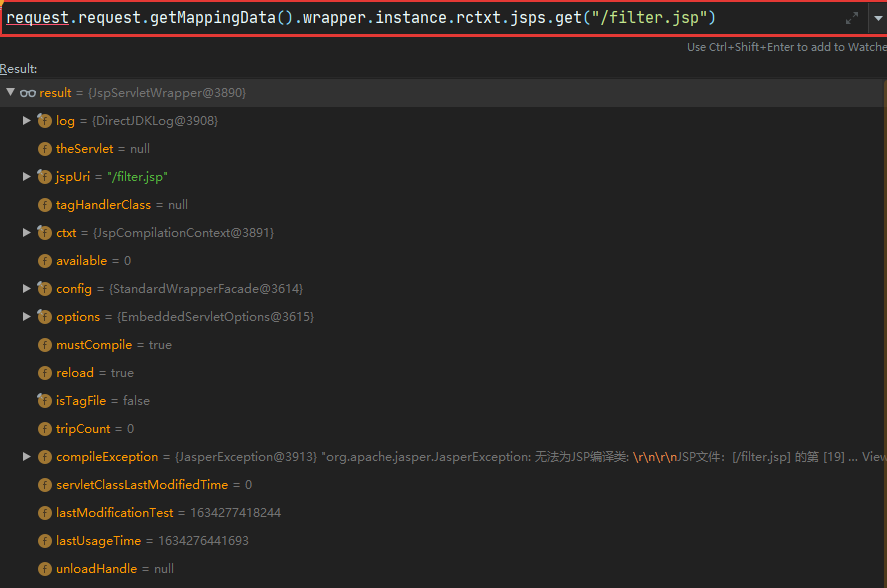 request.request.getMappingData().wrapper.instance.rctxt.jsps.get("/filter.jsp")
Use Ctrl+Shift+Enter to add to Watche
Result:
result = {JspServletWrapper@3890}
log = {DirectJDKLog@3908}
theServlet = null
jspUri = "/filter.jsp"
tagHandlerClass = null
ctxt = {JspCompilationContext@3891}
available = 0
config = {StandardWrapperFacade@3614}
options = {EmbeddedServletOptions@3615}
mustCompile = true
reload = true
isTagFile = false
tripCount = 0
compileException = {JasperException@3913} "org.apache.jasper.JasperException: 无法为JSP编译类: \r\n\r\nJSP文件：[/filter.jsp] 的第 [19] ... View
servletClassLastModifiedTime = 0
lastModificationTest = 1634277418244
lastUsageTime = 1634276441693
unloadHandle = null